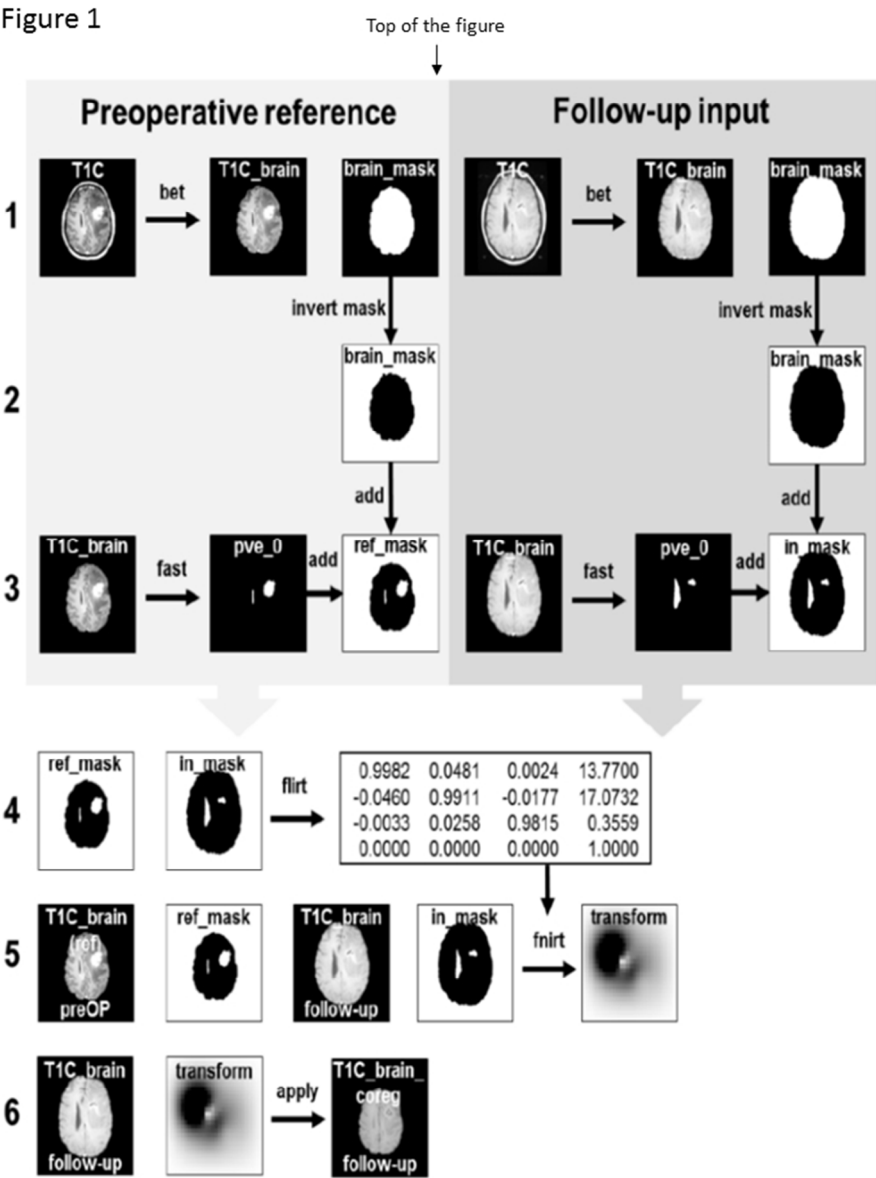 Figure 1
Top of the figure
Preoperative reference
Follow-up input
1
T1C
bet
T1C_brain
brain_mask
T1C
bet
T1C_brain
brain_mask
invert mask
invert mask
2
brain_mask
brain_mask
add
add
3
T1C_brain
fast
pve_0
add
ref_mask
T1C_brain
fast
pve_0
add
in_mask
4
ref_mask
in_mask
flirt
0.9982 0.0481 0.0024 13.7700
-0.0460 0.9911 -0.0177 17.0732
-0.0033 0.0258 0.9815 0.3559
0.0000 0.0000 0.0000 1.0000
5
T1C_brain
(ref)
preOP
ref_mask
T1C_brain
follow-up
in_mask
fnirt
transform
6
T1C_brain
follow-up
transform
apply
T1C_brain_
coreg
follow-up